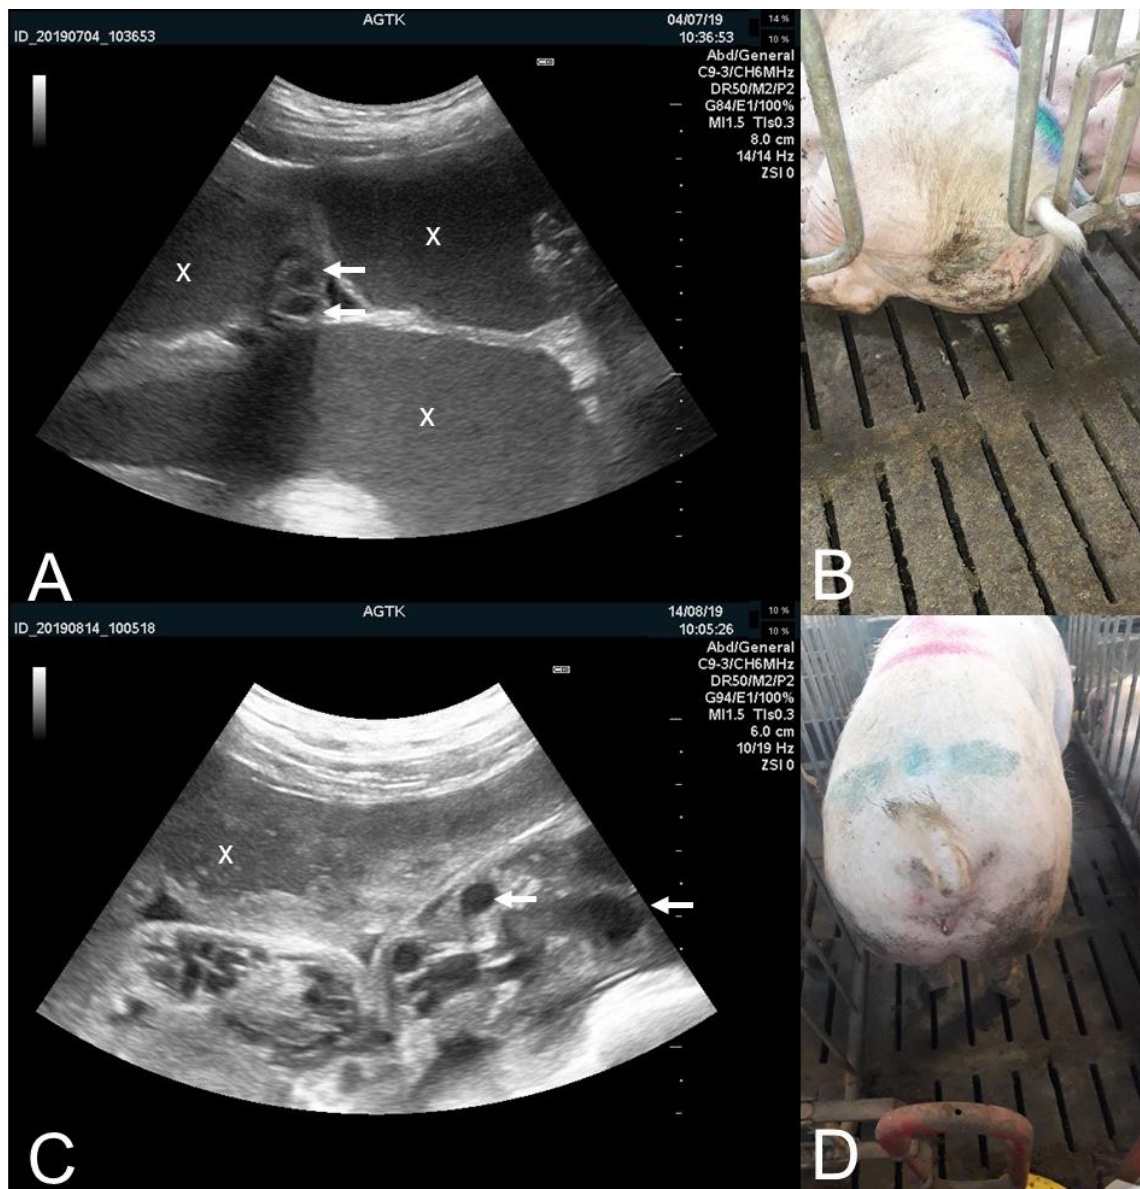 AGTK
04/07/19
14 %
ID_20190704_103653
10:36:53
10 %
Abd/General
C9-3/CH6MHz
DR50/M2/P2
G84/E1/100%
MI1.5 TIs0.3
8.0 cm
14/14 Hz
ZSI 0
X
X
X
A
B
AGTK
14/08/19
10 %
ID_20190814_100518
10:05:26
10 %
Abd/General
C9-3/CH6MHz
DR50/M2/P2
G94/E1/100%
MI1.5 TIs0.3
6.0 cm
10/19 Hz
ZSI 0
X
C
D